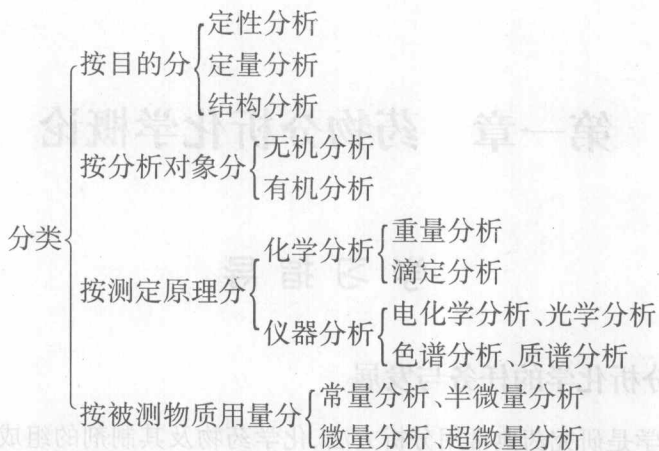 定性分析
按目的分 定量分析
结构分析
无机分析
按分析对象分
有机分析
分类
重量分析
化学分析
滴定分析
按测定原理分
电化学分析、光学分析
仪器分析
色谱分析、质谱分析
常量分析、半微量分析
按被测物质用量分
微量分析、超微量分析